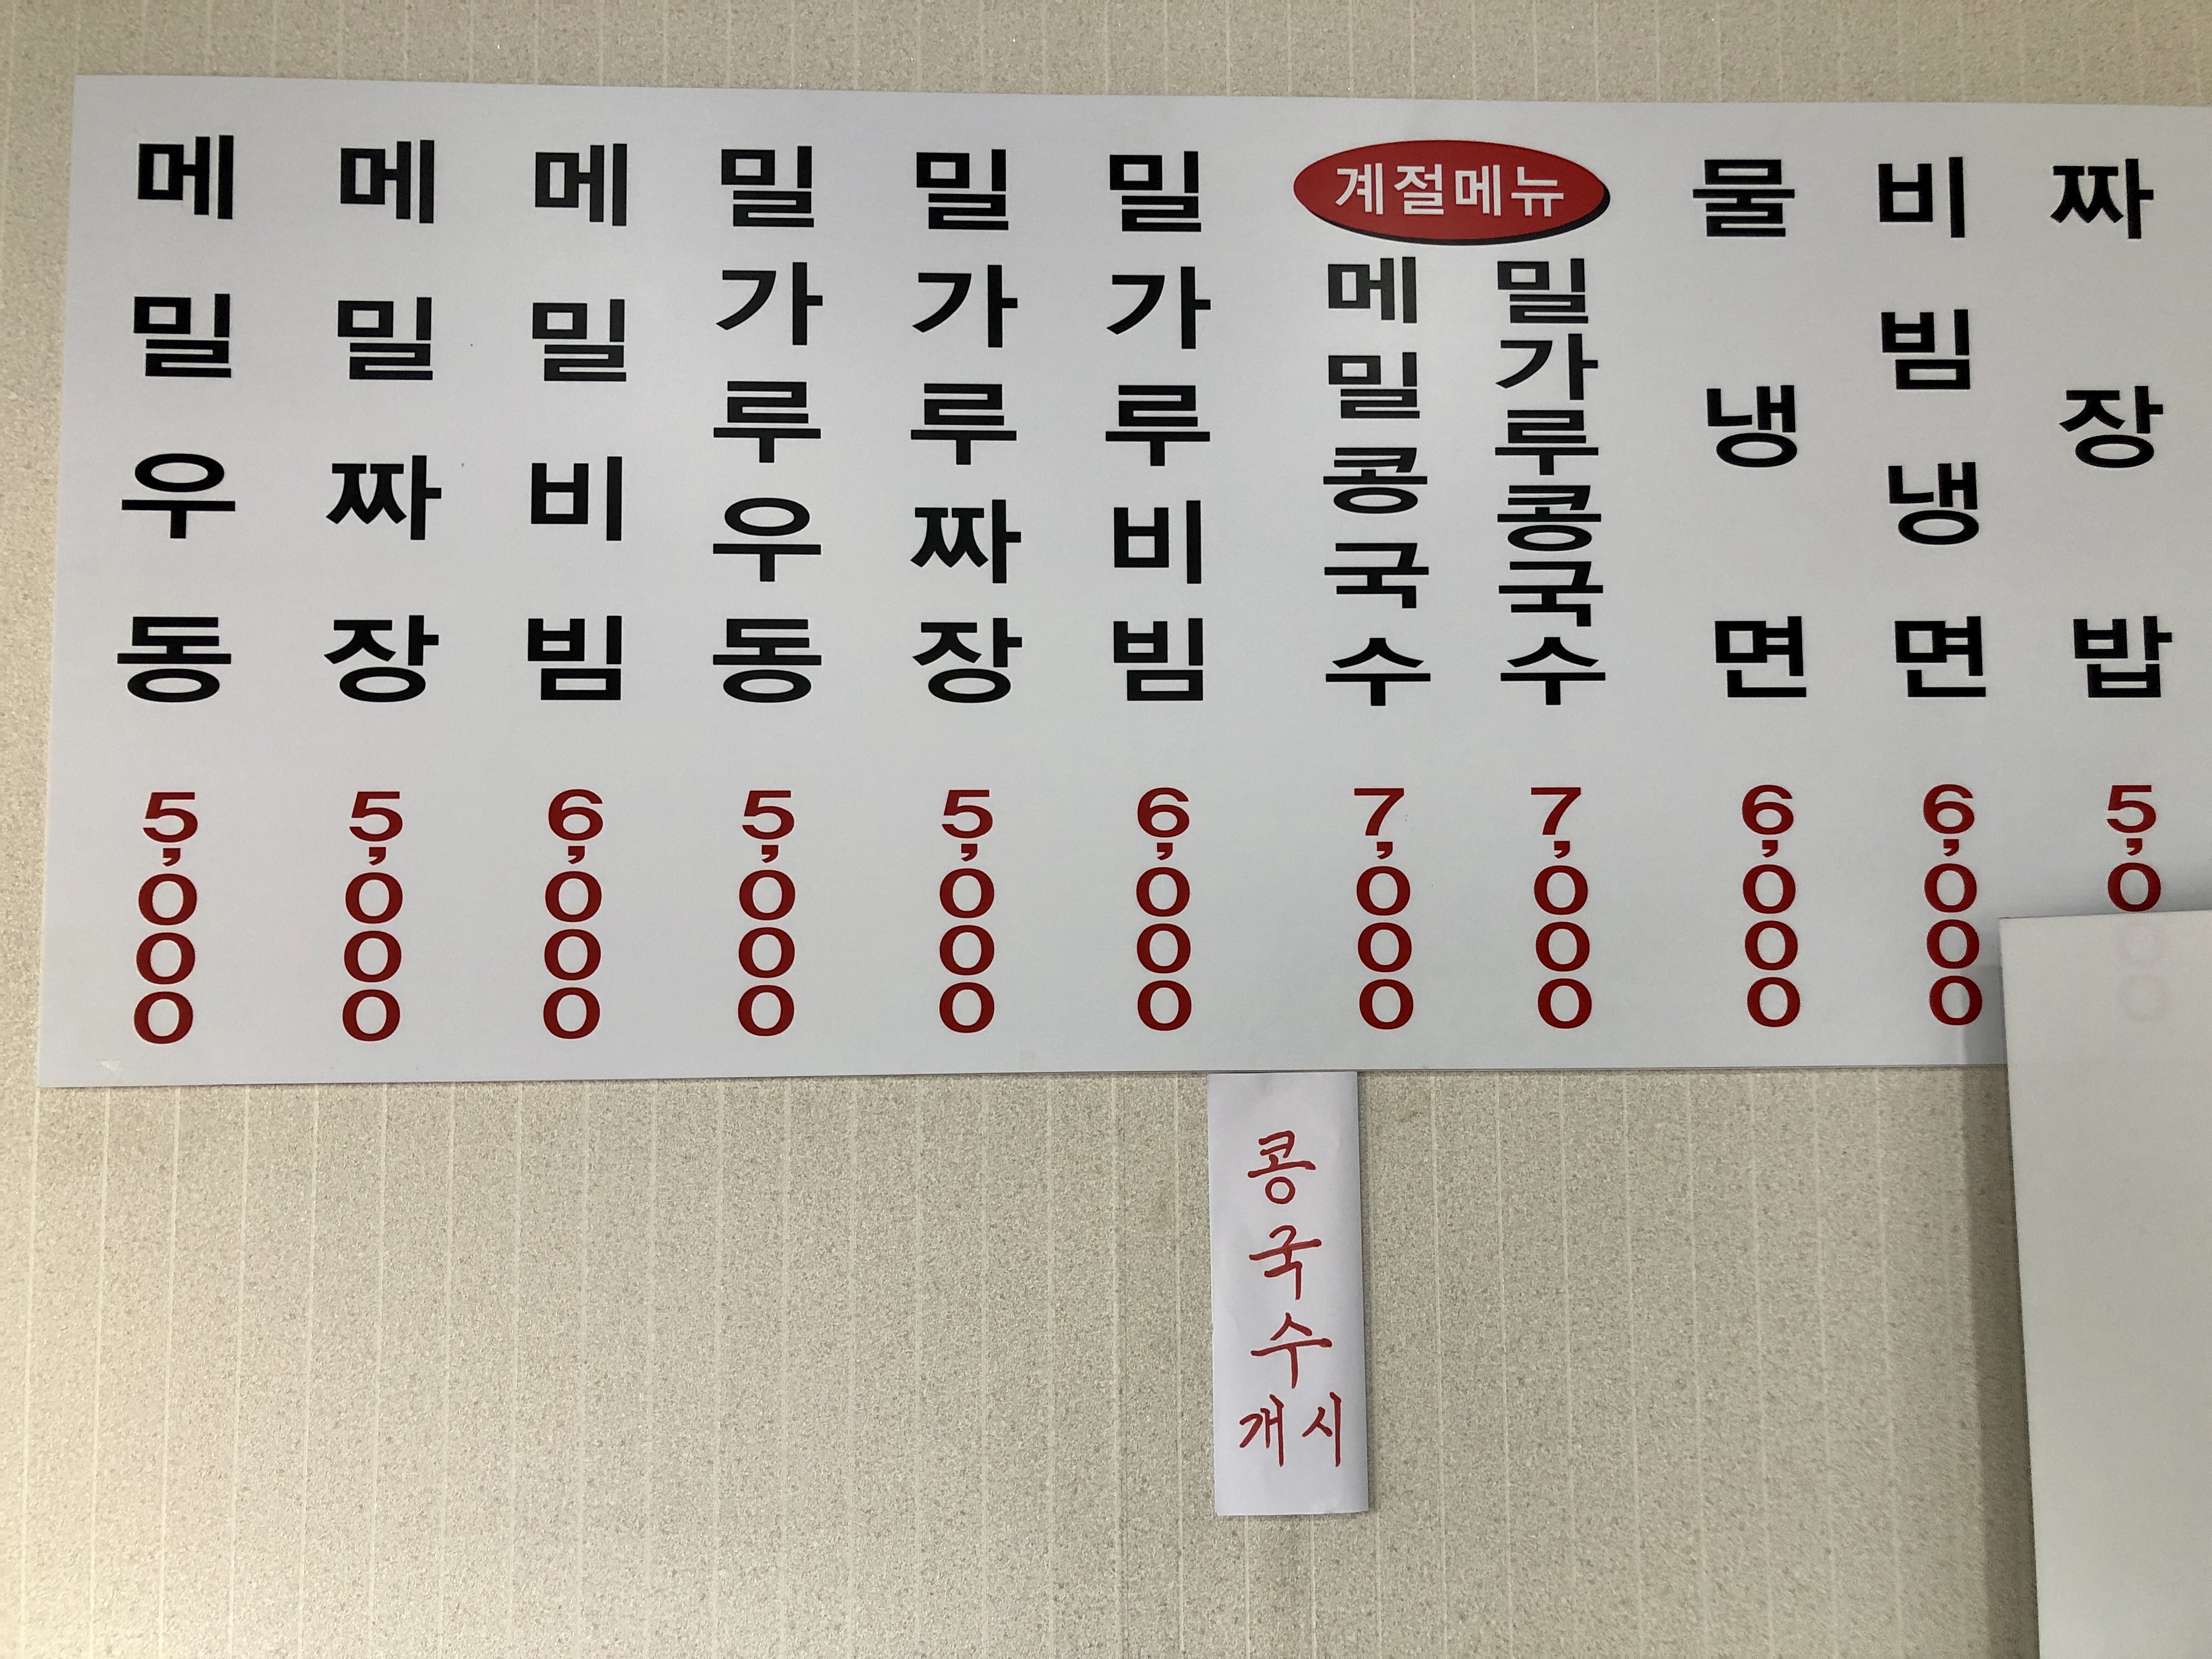 메밀우동 5,000
메밀짜장 5,000
메밀비빔 6,000
밀가루우동 5,000
밀가루짜장 5,000
밀가루비빔 6,000
계절메뉴
메밀콩국수 7,000
밀가루콩국수 7,000
물냉면 6,000
비빔냉면 6,000
짜장밥 5,000
콩국수
개시